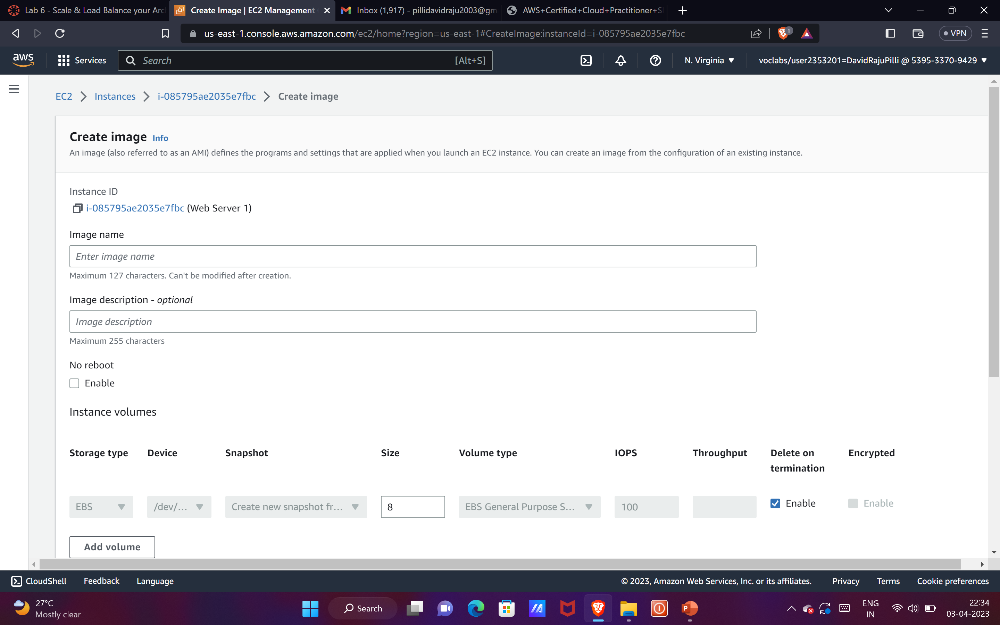 Lab 6 - Scale & Load Balance your Arc
Create Image | EC2 Management
Inbox (1,917) - pillidavidraju2003@gm
AWS+Certified+Cloud+Practitioner+S
us-east-1.console.aws.amazon.com/ec2/home?region=us-east-1#CreateImage:instanceId=i-085795ae2035e7fbc
1
VPN
aws
Services
Search
[Alt+S]
N. Virginia
voclabs/user2353201=DavidRajuPilli @ 5395-3370-9429
EC2
Instances
i-085795ae2035e7fbc
Create image
Create image Info
An image (also referred to as an AMI) defines the programs and settings that are applied when you launch an EC2 instance. You can create an image from the configuration of an existing instance.
Instance ID
i-085795ae2035e7fbc (Web Server 1)
Image name
Enter image name
Maximum 127 characters. Can't be modified after creation.
Image description - optional
Image description
Maximum 255 characters
No reboot
Enable
Instance volumes
Storage type
Device
Snapshot
Size
Volume type
IOPS
Throughput
Delete on
termination
Encrypted
EBS
/dev/...
Create new snapshot fr...
8
EBS General Purpose S...
100
Enable
Enable
Add volume
CloudShell
Feedback
Language
© 2023, Amazon Web Services, Inc. or its affiliates.
Privacy
Terms
Cookie preferences
27°C
Mostly clear
Search
P
ENG
IN
22:34
03-04-2023